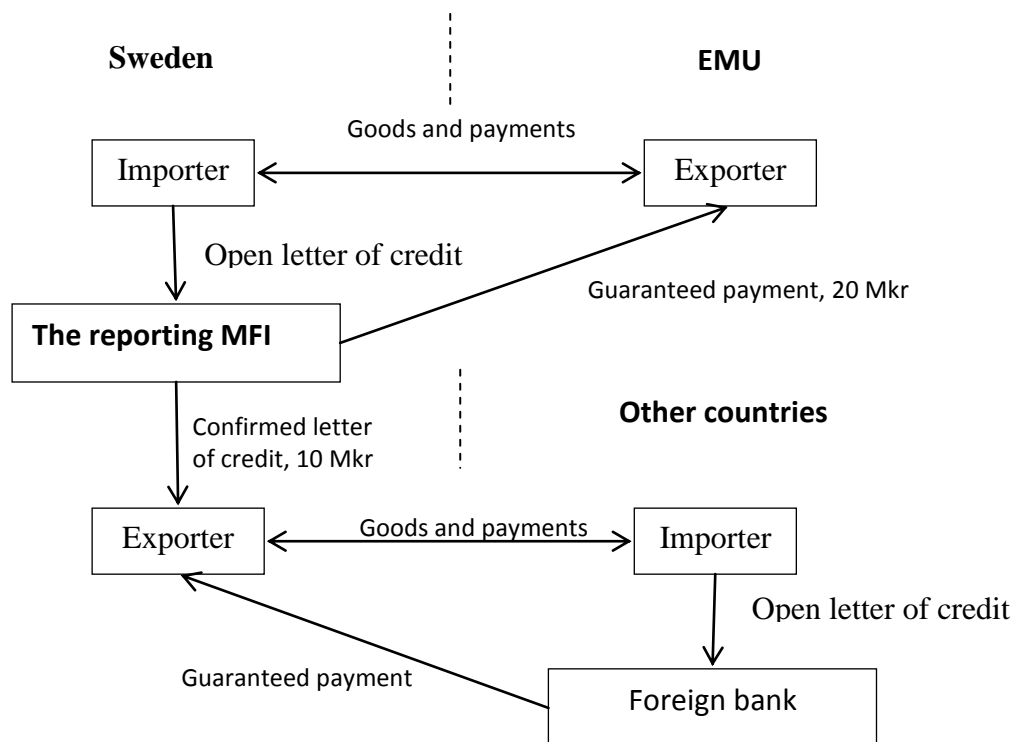 Sweden
EMU
Goods and payments
Importer
Exporter
Open letter of credit
Guaranteed payment, 20 Mkr
The reporting MFI
Other countries
Confirmed letter
of credit, 10 Mkr
Exporter
Goods and payments
Importer
Open letter of credit
Guaranteed payment
Foreign bank